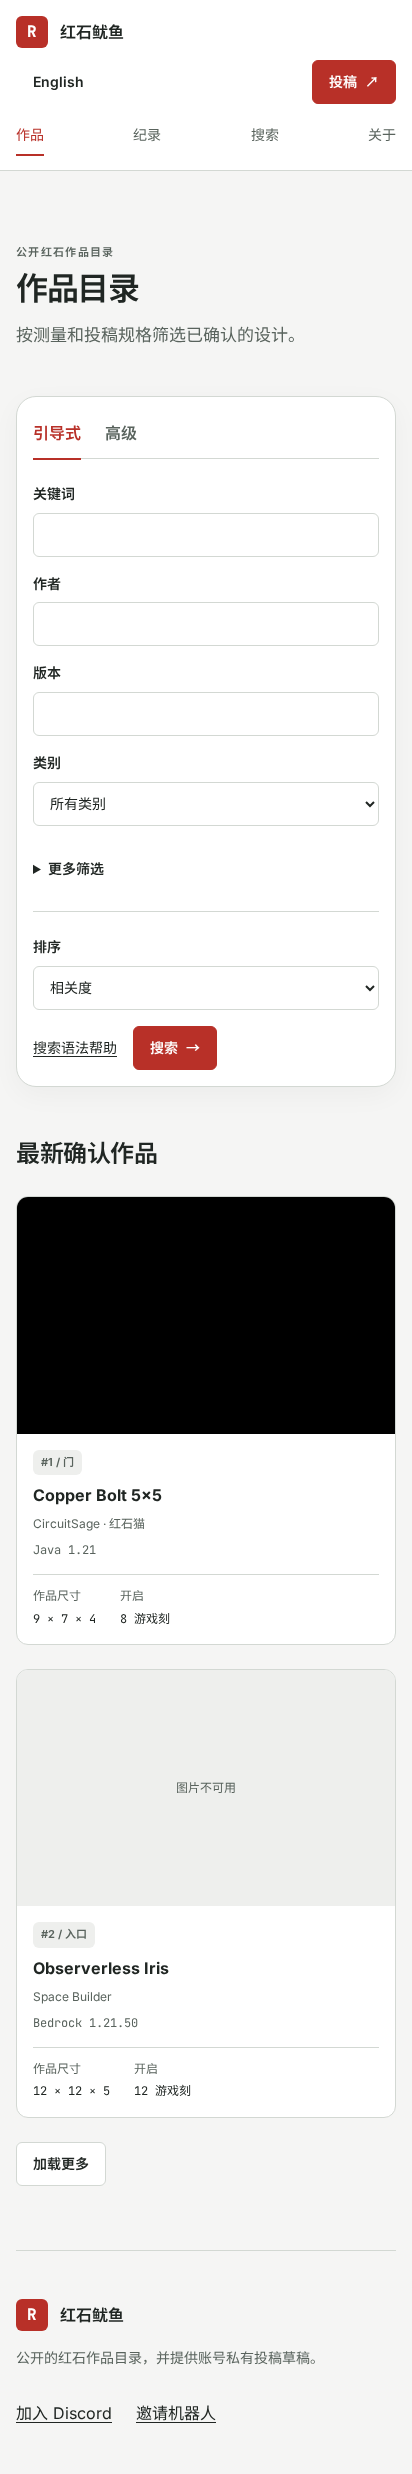 R 红石鱿鱼
English 投稿 ↗
作品 纪录 搜索 关于
公开红石作品目录
作品目录
按测量和投稿规格筛选已确认的设计。
引导式 高级
关键词
作者
版本
类别
所有类别
▶ 更多筛选
排序
相关度
搜索语法帮助 搜索 →
最新确认作品
#1 / 门
Copper Bolt 5×5
CircuitSage · 红石猫
Java 1.21
作品尺寸 开启
9 × 7 × 4 8 游戏刻
图片不可用
#2 / 入口
Observerless Iris
Space Builder
Bedrock 1.21.50
作品尺寸 开启
12 × 12 × 5 12 游戏刻
加载更多
R 红石鱿鱼
公开的红石作品目录，并提供账号私有投稿草稿。
加入 Discord 邀请机器人